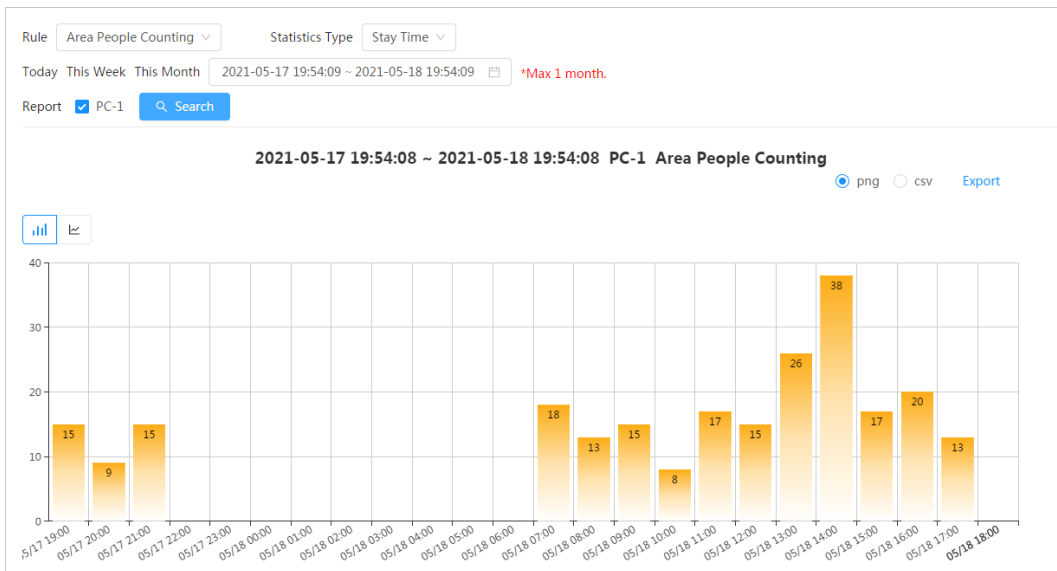 Rule Area People Counting Statistics Type Stay Time
Today This Week This Month 2021-05-17 19:54:09 ~ 2021-05-18 19:54:09 *Max 1 month.
Report PC-1 Search
2021-05-17 19:54:08 ~ 2021-05-18 19:54:08 PC-1 Area People Counting
png csv Export
40
30
20
10
0
15 9 15 18 13 15 8 17 15 26 38 17 20 13
5/17 19:00 05/17 20:00 05/17 21:00 05/17 22:00 05/17 23:00 05/18 00:00 05/18 01:00 05/18 02:00 05/18 03:00 05/18 04:00 05/18 05:00 05/18 06:00 05/18 07:00 05/18 08:00 05/18 09:00 05/18 10:00 05/18 11:00 05/18 12:00 05/18 13:00 05/18 14:00 05/18 15:00 05/18 16:00 05/18 17:00 05/18 18:00